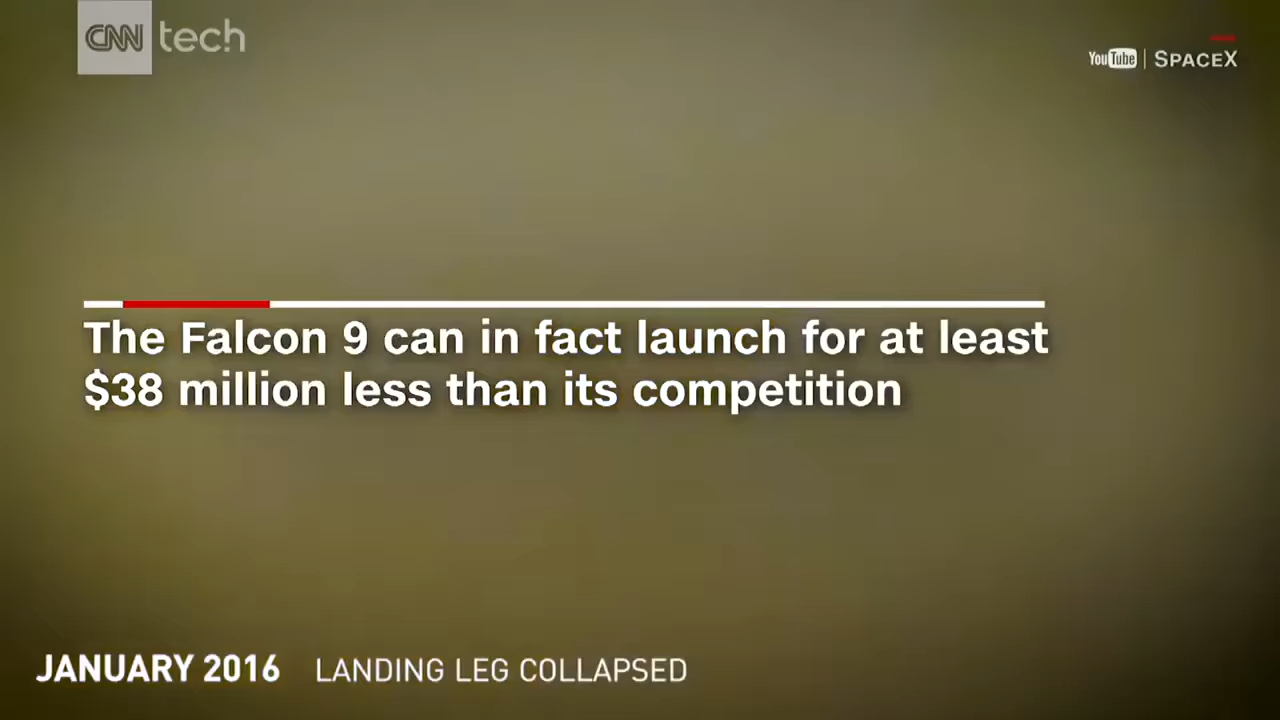 CNN tech
YouTube | SPACEX
The Falcon 9 can in fact launch for at least
$38 million less than its competition
JANUARY 2016 LANDING LEG COLLAPSED